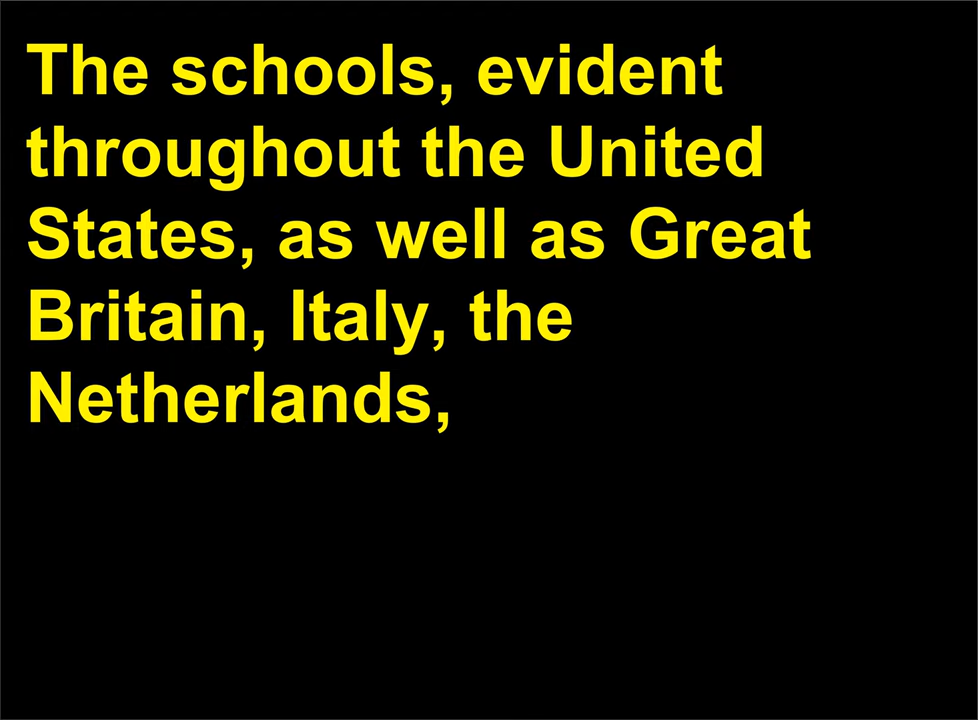 The schools, evident
throughout the United
States, as well as Great
Britain, Italy, the
Netherlands,